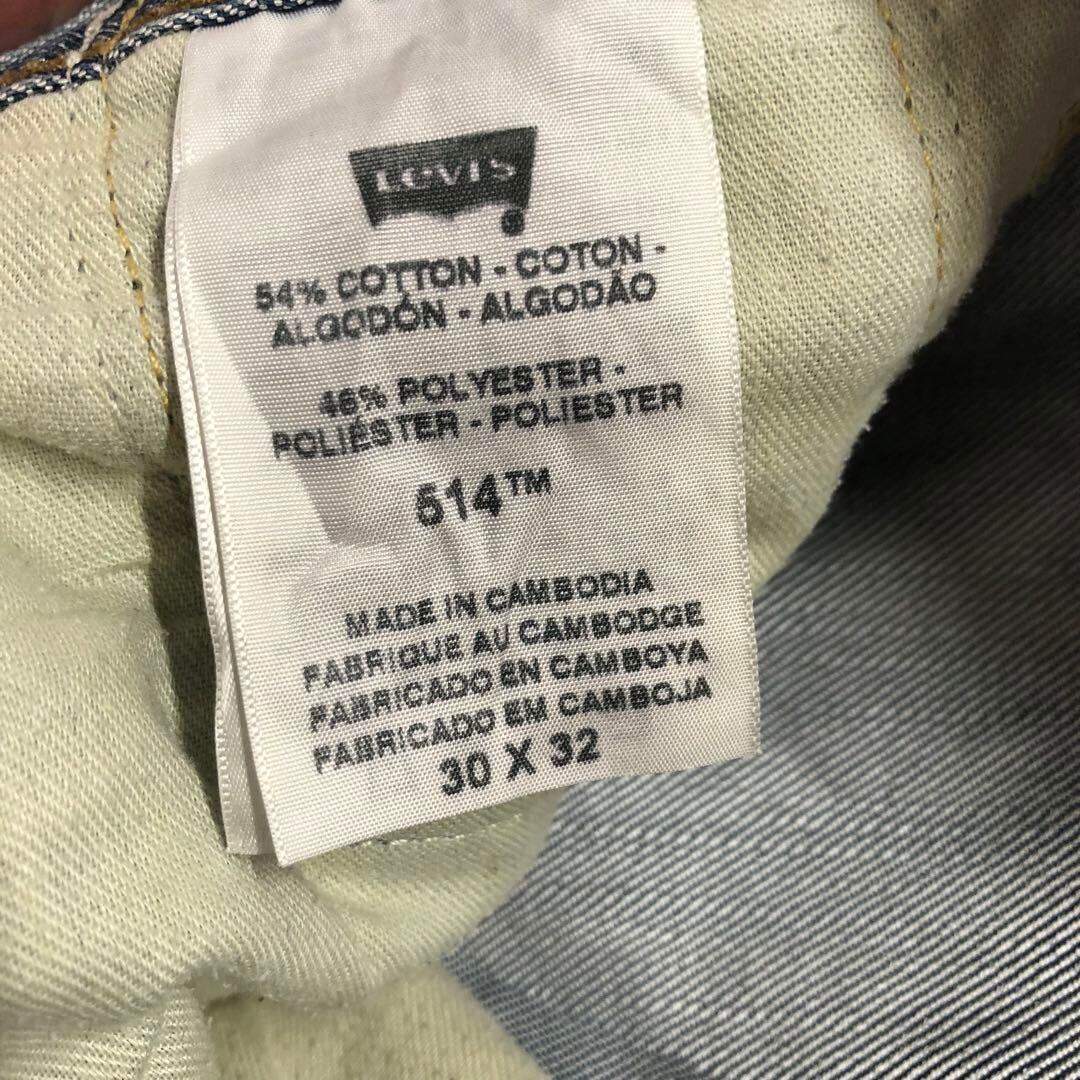 LEVI'S
54% COTTON - COTON -
ALGODÓN - ALGODÃO
46% POLYESTER -
POLIÉSTER - POLIESTER
514™
MADE IN CAMBODIA
FABRIQUE AU CAMBODGE
FABRICADO EN CAMBOYA
FABRICADO EM CAMBOJA
30 X 32